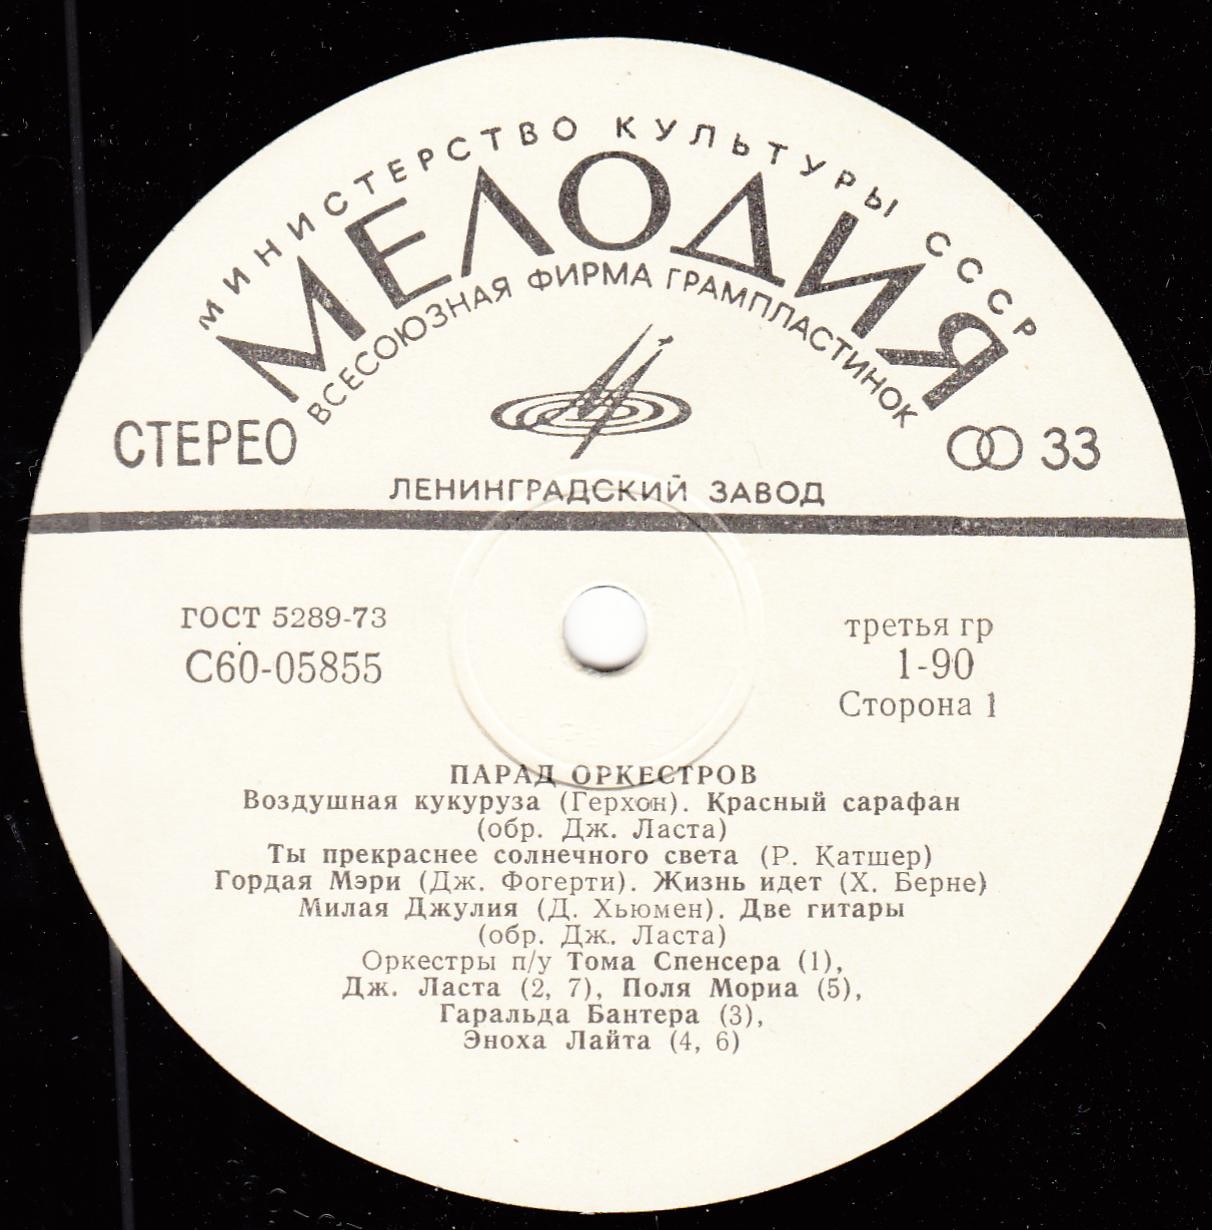 МИНИСТЕРСТВО КУЛЬТУРЫ СССР
МЕЛОДИЯ
ВСЕСОЮЗНАЯ ФИРМА ГРАМПЛАСТИНОК
СТЕРЕО
33
ЛЕНИНГРАДСКИЙ ЗАВОД
ГОСТ 5289-73
С60-05855
третья гр
1-90
Сторона 1
ПАРАД ОРКЕСТРОВ
Воздушная кукуруза (Герхон). Красный сарафан
(обр. Дж. Ласта)
Ты прекраснее солнечного света (Р. Катшер)
Гордая Мэри (Дж. Фогерти). Жизнь идет (Х. Берне)
Милая Джулия (Д. Хьюмен). Две гитары
(обр. Дж. Ласта)
Оркестры п/у Тома Спенсера (1),
Дж. Ласта (2, 7), Поля Мориа (5),
Гаральда Бантера (3),
Эноха Лайта (4, 6)